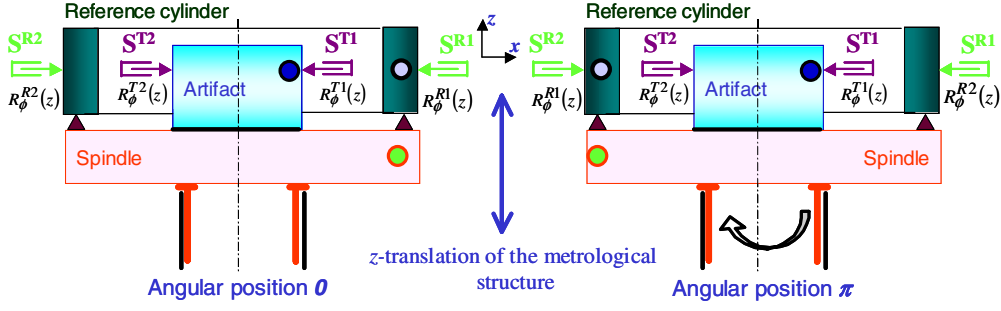 Reference cylinder
S^R2
S^T2
S^T1
S^R1
R_ϕ^R2(z)
R_ϕ^T2(z)
Artifact
R_ϕ^T1(z)
R_ϕ^R1(z)
Spindle
Angular position 0
z
x
z-translation of the metrological
structure
Reference cylinder
S^R2
S^T2
S^T1
S^R1
R_ϕ^R1(z)
R_ϕ^T2(z)
Artifact
R_ϕ^T1(z)
R_ϕ^R2(z)
Spindle
Angular position π